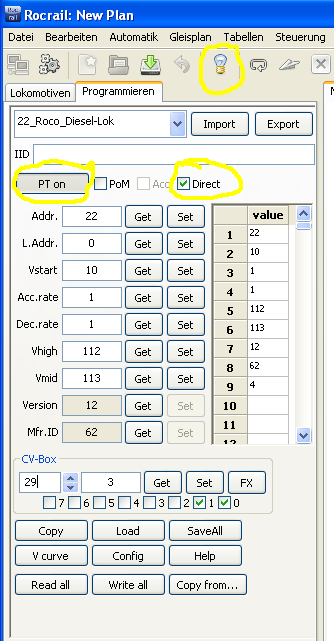 Rocrail: New Plan
Datei Bearbeiten Automatik Gleisplan Tabellen Steuerung
Lokomotiven Programmieren
22_Roco_Diesel-Lok Import Export
IID
PT on PoM Acc Direct
Addr. 22 Get Set
L.Addr. 0 Get Set
Vstart 10 Get Set
Acc.rate 1 Get Set
Dec.rate 1 Get Set
Vhigh 112 Get Set
Vmid 113 Get Set
Version 12 Get Set
Mfr.ID 62 Get Set
value
1 22
2 10
3 1
4 1
5 112
6 113
7 12
8 62
9 4
10
11
12
CV-Box
29 3 Get Set FX
7 6 5 4 3 2 1 0
Copy Load SaveAll
V curve Config Help
Read all Write all Copy from...